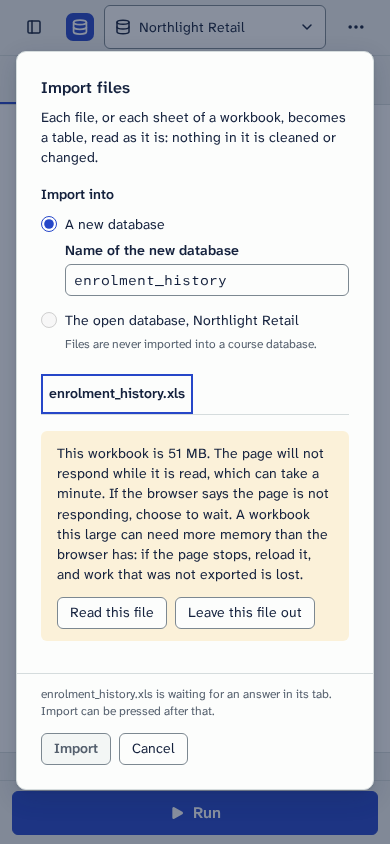 Northlight Retail
Import files
Each file, or each sheet of a workbook, becomes
a table, read as it is: nothing in it is cleaned or
changed.
Import into
A new database
Name of the new database
enrolment_history
The open database, Northlight Retail
Files are never imported into a course database.
enrolment_history.xls
This workbook is 51 MB. The page will not
respond while it is read, which can take a
minute. If the browser says the page is not
responding, choose to wait. A workbook
this large can need more memory than the
browser has: if the page stops, reload it,
and work that was not exported is lost.
Read this file
Leave this file out
enrolment_history.xls is waiting for an answer in its tab.
Import can be pressed after that.
Import
Cancel
Run